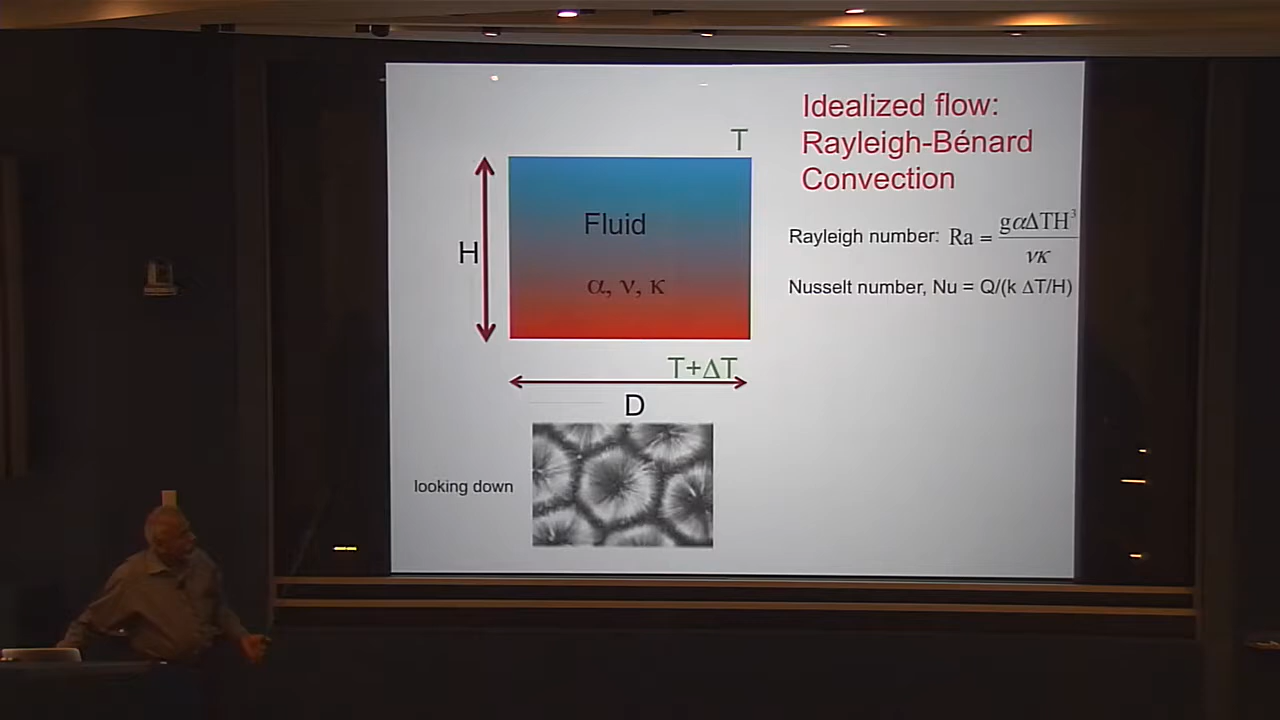 Idealized flow:
Rayleigh-Bénard
Convection
T
Fluid
H
α, ν, κ
T+ΔT
D
looking down
Rayleigh number: Ra = gαΔTH³/νκ
Nusselt number, Nu = Q/(k ΔT/H)